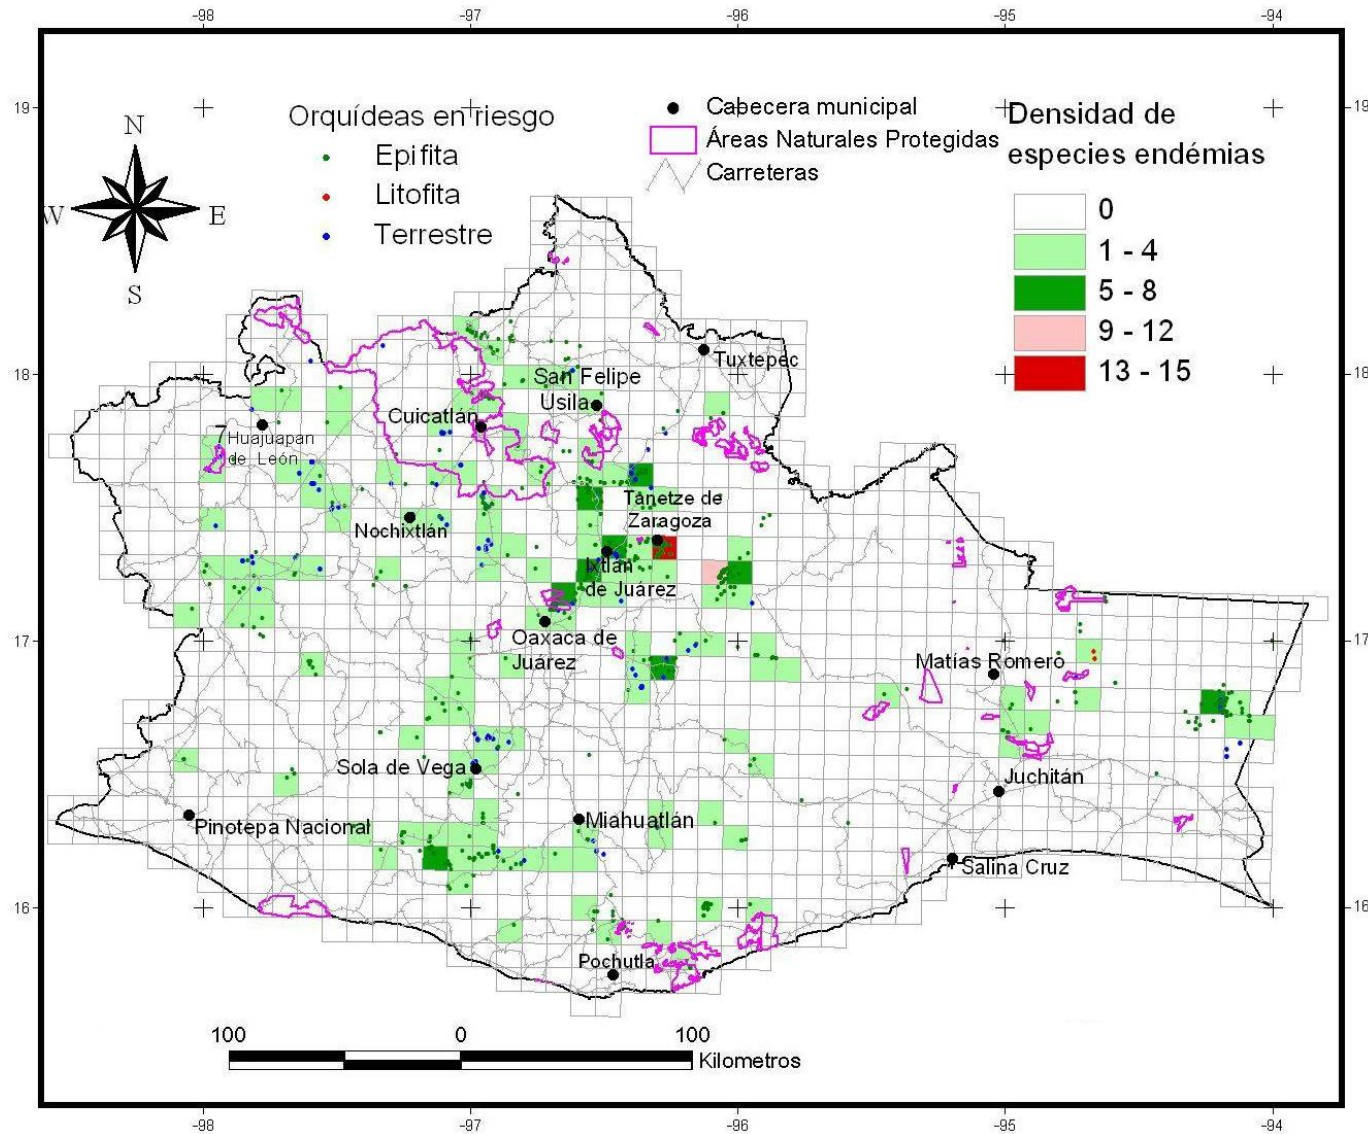 -98 -97 -96 -95 -94
19 19
N
W E
S
Orquídeas en riesgo
Epifita
Litofita
Terrestre
Cabecera municipal
Áreas Naturales Protegidas
Carreteras
Densidad de
especies endémias
0
1 - 4
5 - 8
9 - 12
13 - 15
18 18
Tuxtepec
San Felipe
Usila
Cuicatlán
7
Huajuapan
de León
Tanetze de
Zaragoza
Nochixtlán
Ixtlán
de Juárez
17 17
Oaxaca de
Juárez
Matías Romero
Sola de Vega
Juchitán
Pinotepa Nacional
Miahuatlán
Salina Cruz
16 16
Pochutla
100 0 100
Kilometros
-98 -97 -96 -95 -94